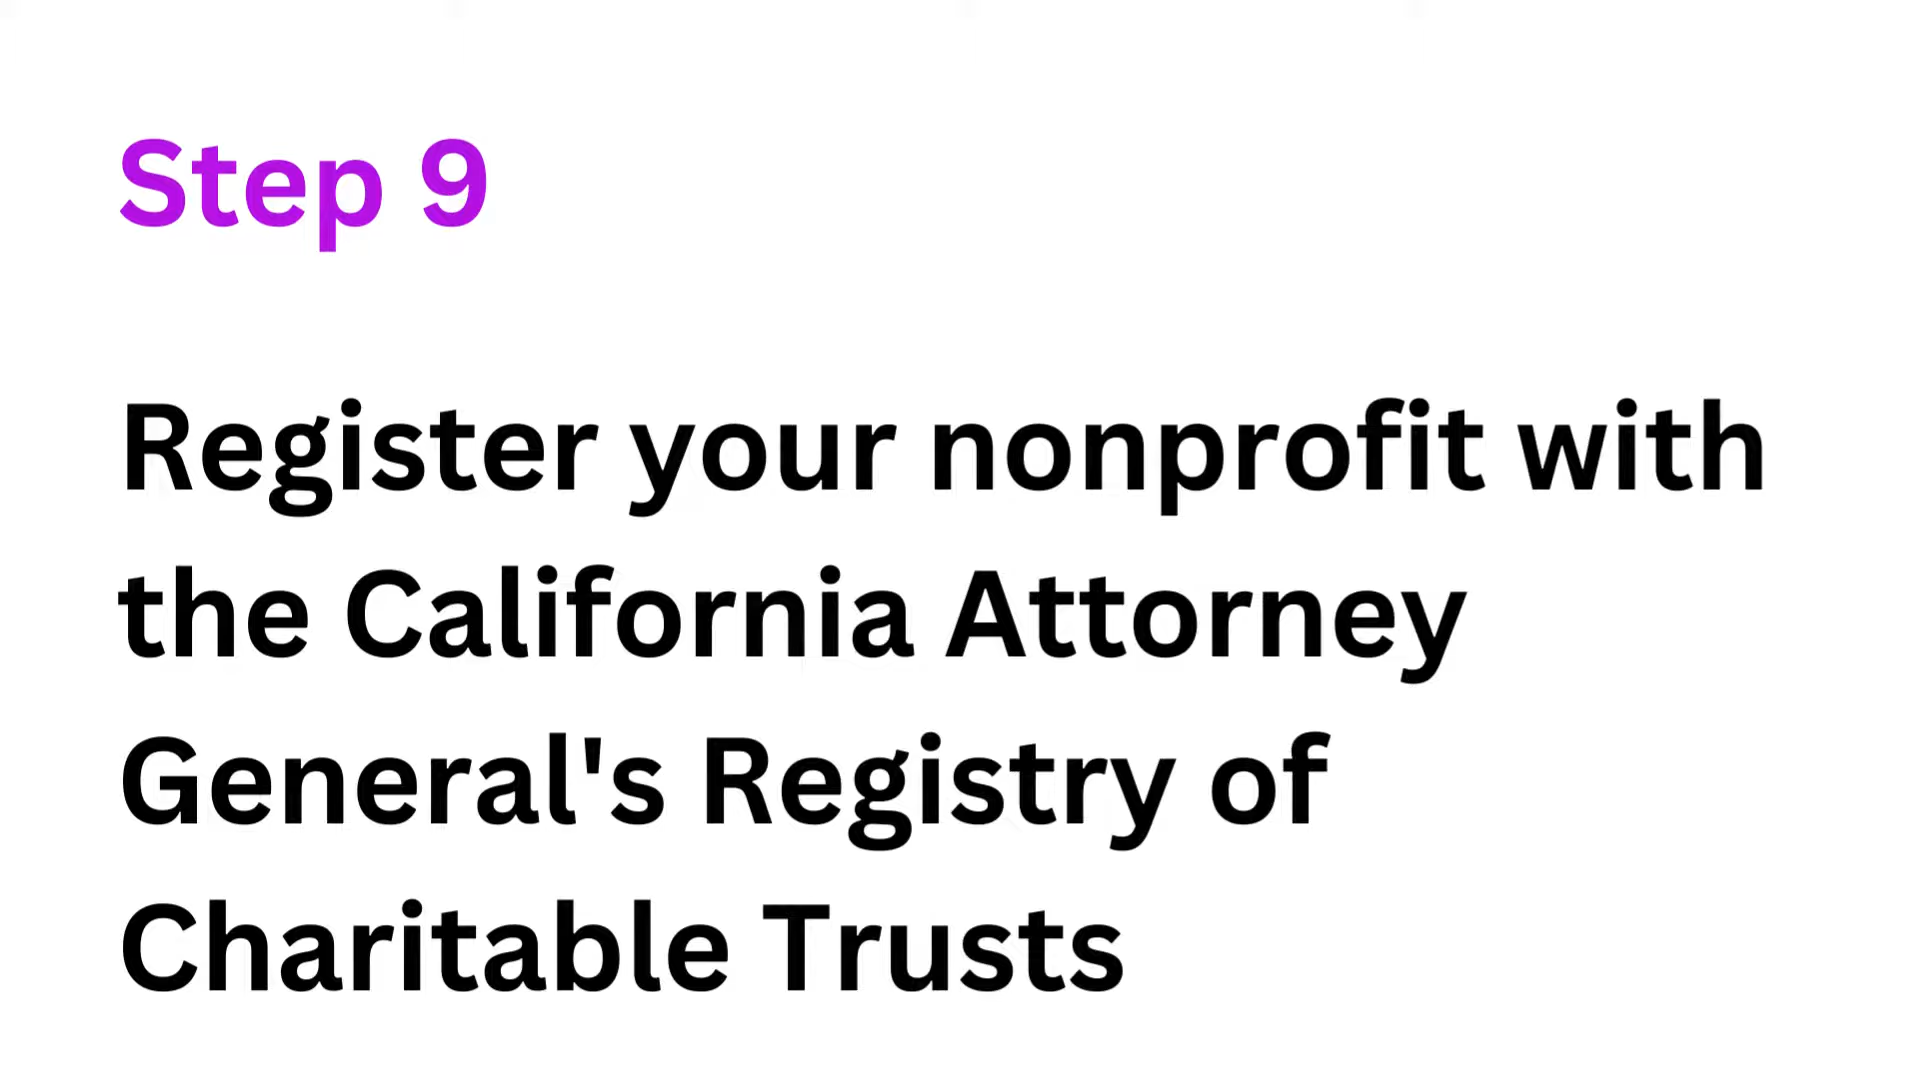 Step 9
Register your nonprofit with
the California Attorney
General's Registry of
Charitable Trusts